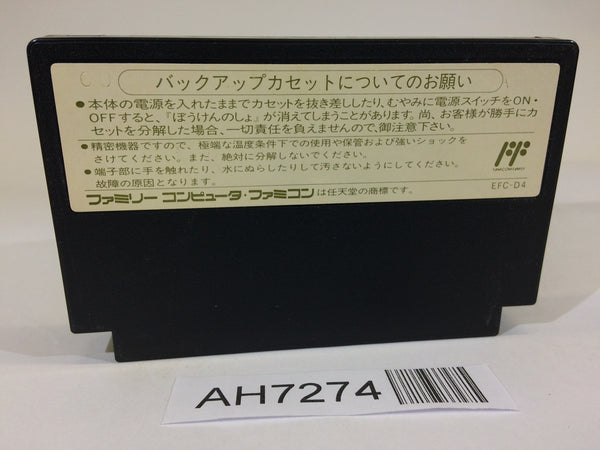 バックアップカセットについてのお願い
●本体の電源を入れたままでカセットを抜き差ししたり、むやみに電源スイッチをON・
OFFすると、『ぼうけんのしょ』が消えてしまうことがあります。尚、お客様が勝手にカ
セットを分解した場合、一切責任を負えませんので、御注意下さい。
●精密機器ですので、極端な温度条件下での使用や保管および強いショックを
さけてください。また、絶対に分解しないでください。
●端子部に手を触れたり、水にぬらしたりして汚さないようにしてください。
故障の原因となります。
ファミリーコンピュータ・ファミコンは任天堂の商標です。
EFC-D4
AH7274